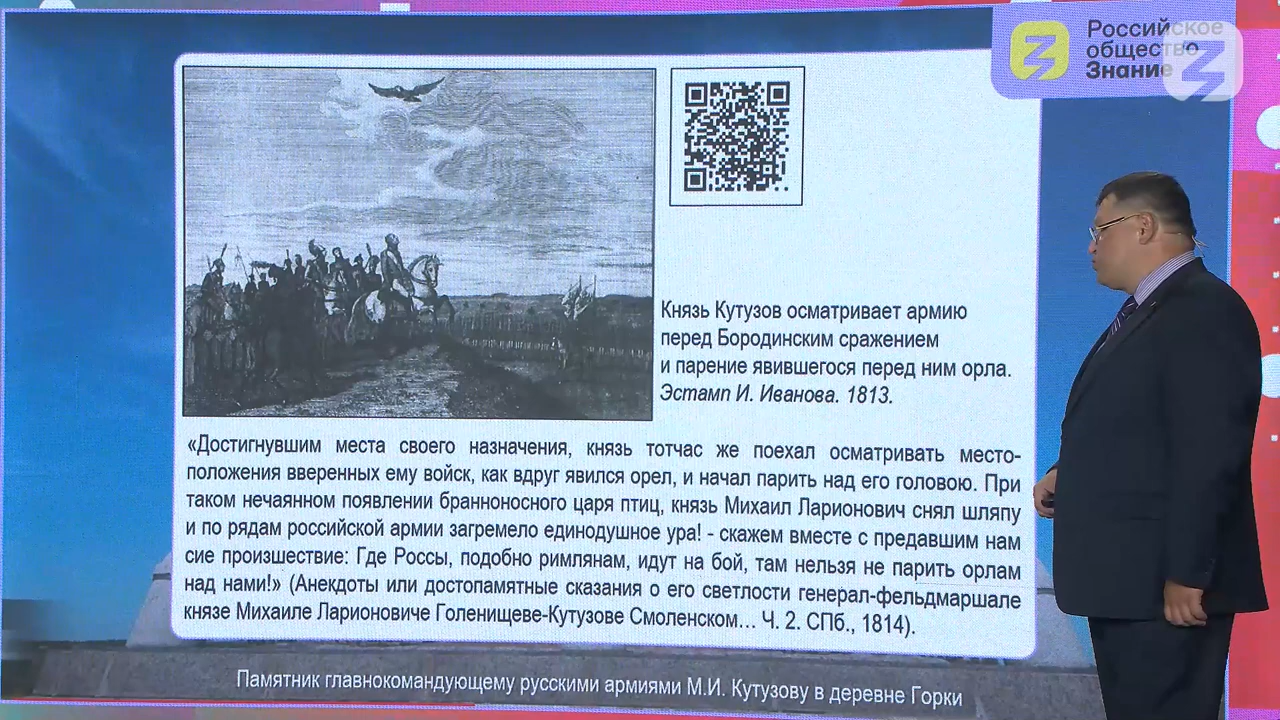 Российское
общество
Знание
Князь Кутузов осматривает армию
перед Бородинским сражением
и парение явившегося перед ним орла.
Эстамп И. Иванова. 1813.
«Достигнувшим места своего назначения, князь тотчас же поехал осматривать место-
положения вверенных ему войск, как вдруг явился орел, и начал парить над его головою. При
таком нечаянном появлении бранноносного царя птиц, князь Михаил Ларионович снял шляпу
и по рядам российской армии загремело единодушное ура! - скажем вместе с предавшим нам
сие произшествие: Где Россы, подобно римлянам, идут на бой, там нельзя не парить орлам
над нами!» (Анекдоты или достопамятные сказания о его светлости генерал-фельдмаршале
князе Михаиле Ларионовиче Голенищеве-Кутузове Смоленском... Ч. 2. СПб., 1814).
Памятник главнокомандующему русскими армиями М.И. Кутузову в деревне Горки